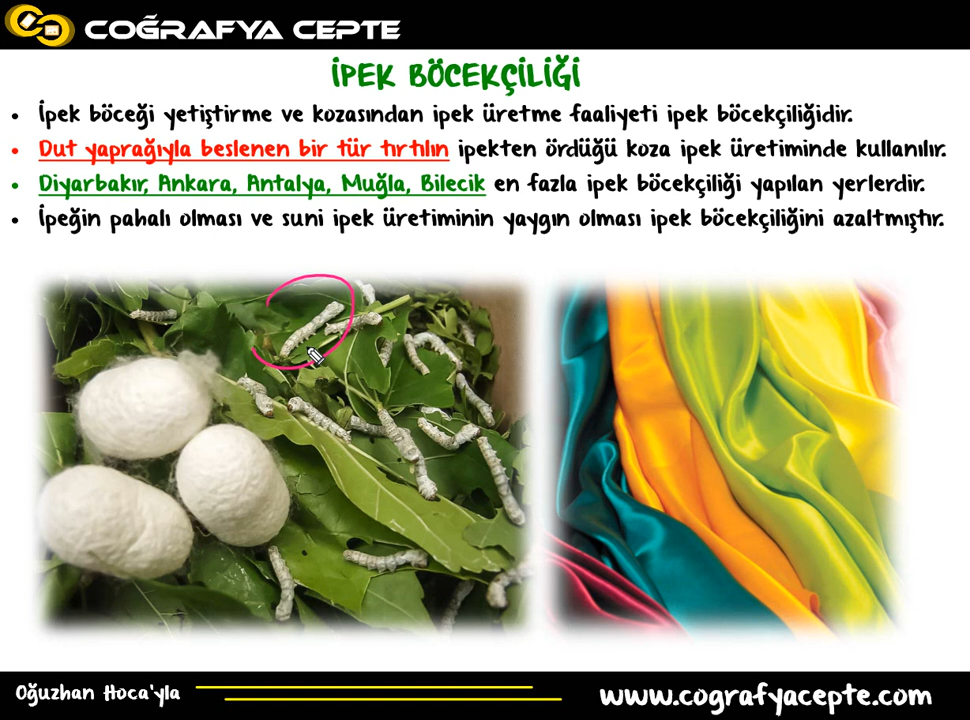 COĞRAFYA CEPTE
İPEK BÖCEKÇİLİĞİ
• İpek böceği yetiştirme ve kozasından ipek üretme faaliyeti ipek böcekçiliğidir.
• Dut yaprağıyla beslenen bir tür tırtılın ipekten ördüğü koza ipek üretiminde kullanılır.
• Diyarbakır, Ankara, Antalya, Muğla, Bilecik en fazla ipek böcekçiliği yapılan yerlerdir.
• İpeğin pahalı olması ve suni ipek üretiminin yaygın olması ipek böcekçiliğini azaltmıştır.
Oğuzhan Hoca'yla
www.cografyacepte.com